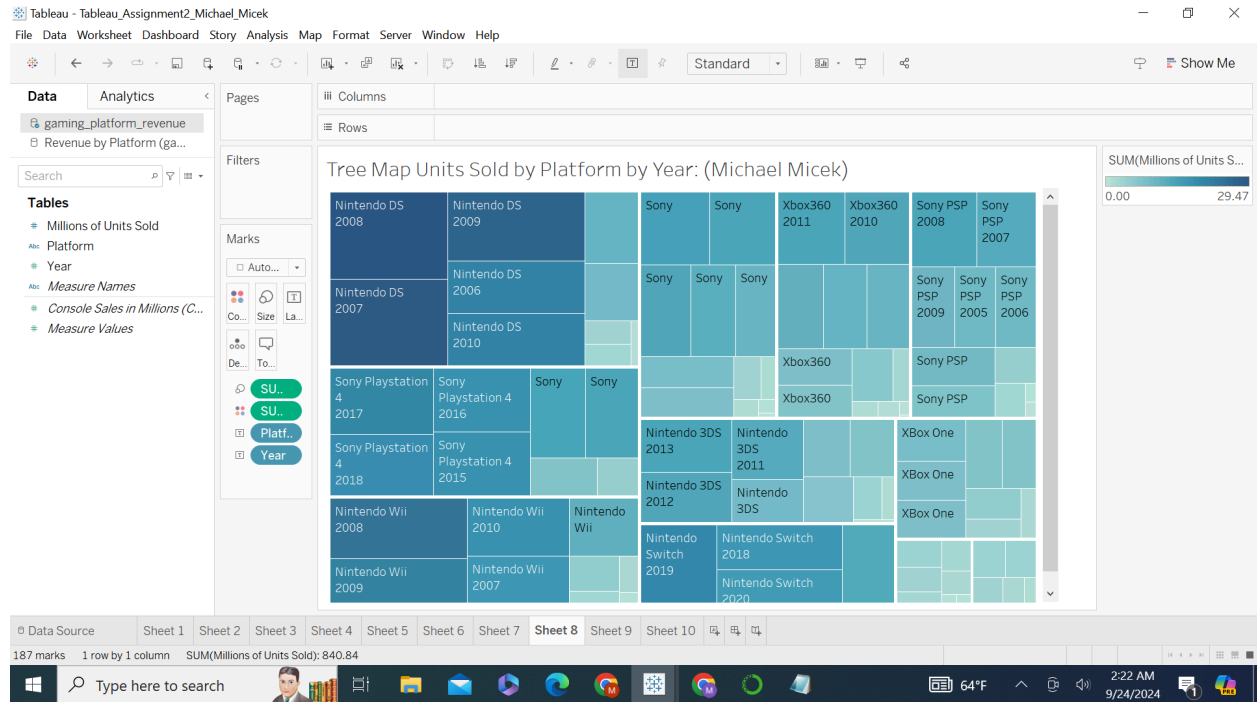 Tableau - Tableau_Assignment2_Michael_Micek
File Data Worksheet Dashboard Story Analysis Map Format Server Window Help
Standard
Show Me
Data Analytics
gaming_platform_revenue
Revenue by Platform (ga...
Search
Tables
# Millions of Units Sold
Abc Platform
# Year
Abc Measure Names
# Console Sales in Millions (C...
# Measure Values
Pages
Filters
Marks
Auto...
Co... Size La...
De... To...
SU..
SU..
Platf..
Year
Columns
Rows
Tree Map Units Sold by Platform by Year: (Michael Micek)
Nintendo DS
2008
Nintendo DS
2009
Nintendo DS
2006
Nintendo DS
2007
Nintendo DS
2010
Sony Playstation
4
2017
Sony
Playstation 4
2016
Sony
Sony
Sony Playstation
4
2018
Sony
Playstation 4
2015
Nintendo Wii
2008
Nintendo Wii
2010
Nintendo
Wii
Nintendo Wii
2009
Nintendo Wii
2007
Sony
Sony
Sony
Sony
Sony
Xbox360
2011
Xbox360
2010
Xbox360
Xbox360
Sony PSP
2008
Sony
PSP
2007
Sony
PSP
2009
Sony
PSP
2005
Sony
PSP
2006
Sony PSP
Sony PSP
Nintendo 3DS
2013
Nintendo
3DS
2011
Nintendo 3DS
2012
Nintendo
3DS
XBox One
XBox One
XBox One
Nintendo
Switch
2019
Nintendo Switch
2018
Nintendo Switch
2020
SUM(Millions of Units S...
0.00 29.47
Data Source Sheet 1 Sheet 2 Sheet 3 Sheet 4 Sheet 5 Sheet 6 Sheet 7 Sheet 8 Sheet 9 Sheet 10
187 marks 1 row by 1 column SUM(Millions of Units Sold): 840.84
Type here to search
64°F
2:22 AM
9/24/2024
1
PRE